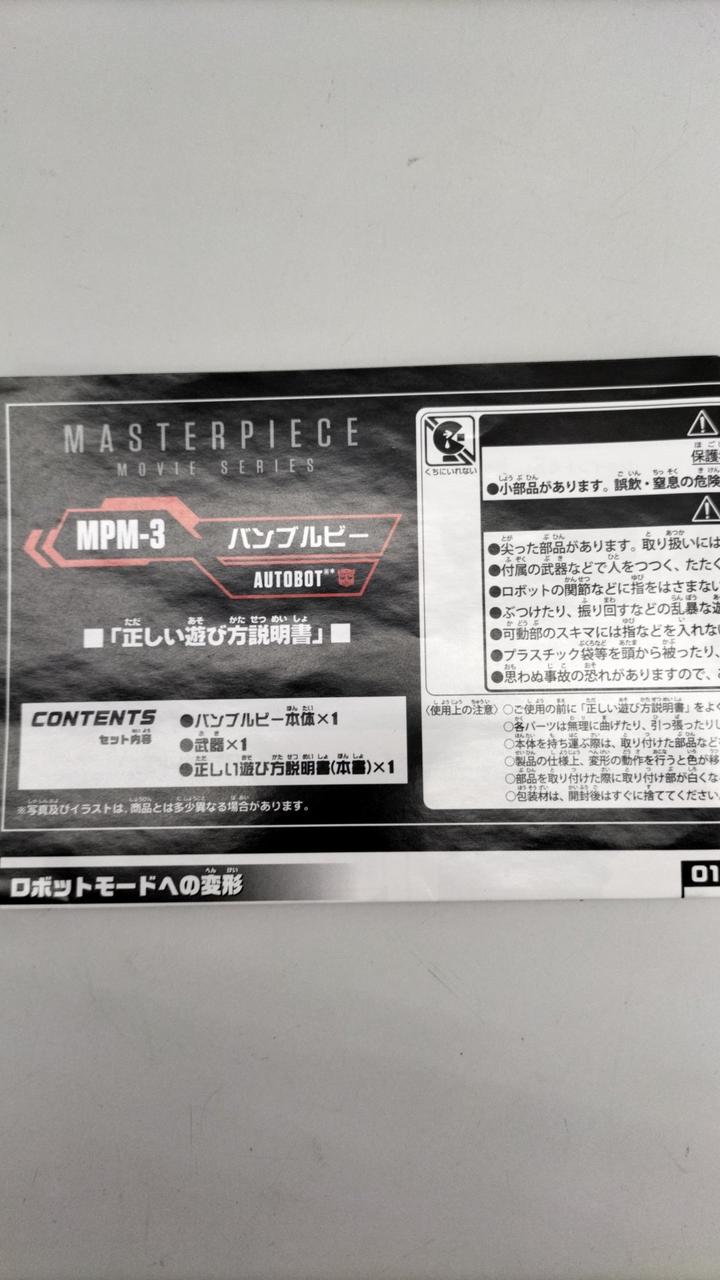 MASTERPIECE
MOVIE SERIES
MPM-3
バンブルビー
AUTOBOT
■「正しい遊び方説明書」■
CONTENTS
セット内容
●バンブルビー本体×1
●武器×1
●正しい遊び方説明書(本書)×1
※写真及びイラストは、商品とは多少異なる場合があります。
くちにいれない
保護
●小部品があります。誤飲・窒息の危険
●尖った部品があります。取り扱いには
●付属の武器などで人をつつく、たたく
●ロボットの関節などに指をはさまない
●ぶつけたり、振り回すなどの乱暴な遊
●可動部のスキマには指などを入れな
●プラスチック袋等を頭から被ったり、
●思わぬ事故の恐れがありますので、
〈使用上の注意〉○ご使用の前に「正しい遊び方説明書」をよ
○各パーツは無理に曲げたり、引っ張ったりし
○本体を持ち運ぶ際は、取り付けた部品など
○製品の仕様上、変形の動作を行うと色が移
○部品を取り付けた際に取り付け部が白くな
○包装材は、開封後はすぐに捨ててください
ロボットモードへの変形
01